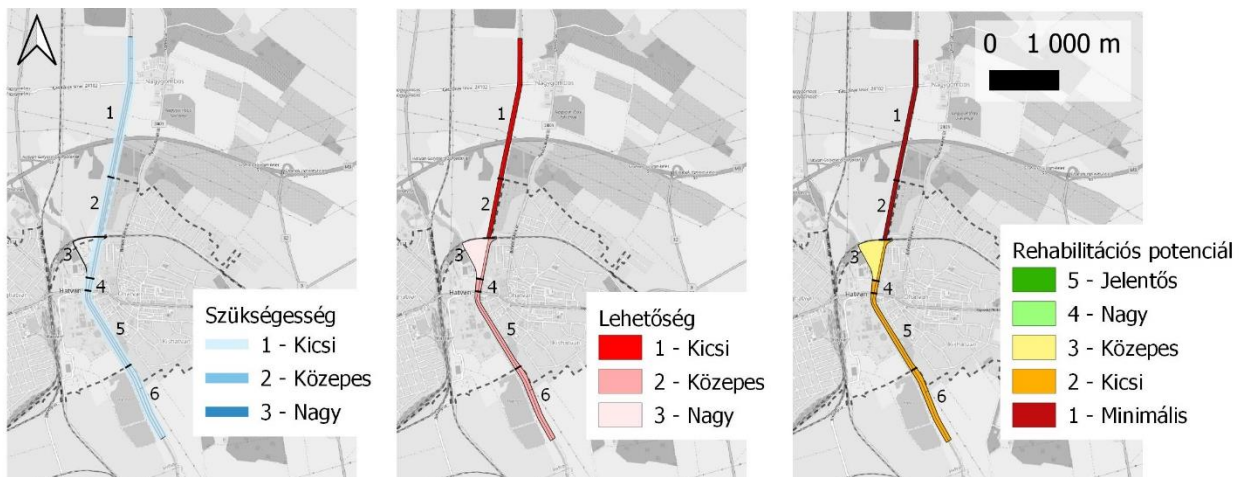 1
2
3
4
5
6
Hatvan
Nagygombos
Szükségesség
1 - Kicsi
2 - Közepes
3 - Nagy
1
2
3
4
5
6
Lehetőség
1 - Kicsi
2 - Közepes
3 - Nagy
0 1 000 m
1
2
3
4
5
6
Rehabilitációs potenciál
5 - Jelentős
4 - Nagy
3 - Közepes
2 - Kicsi
1 - Minimális